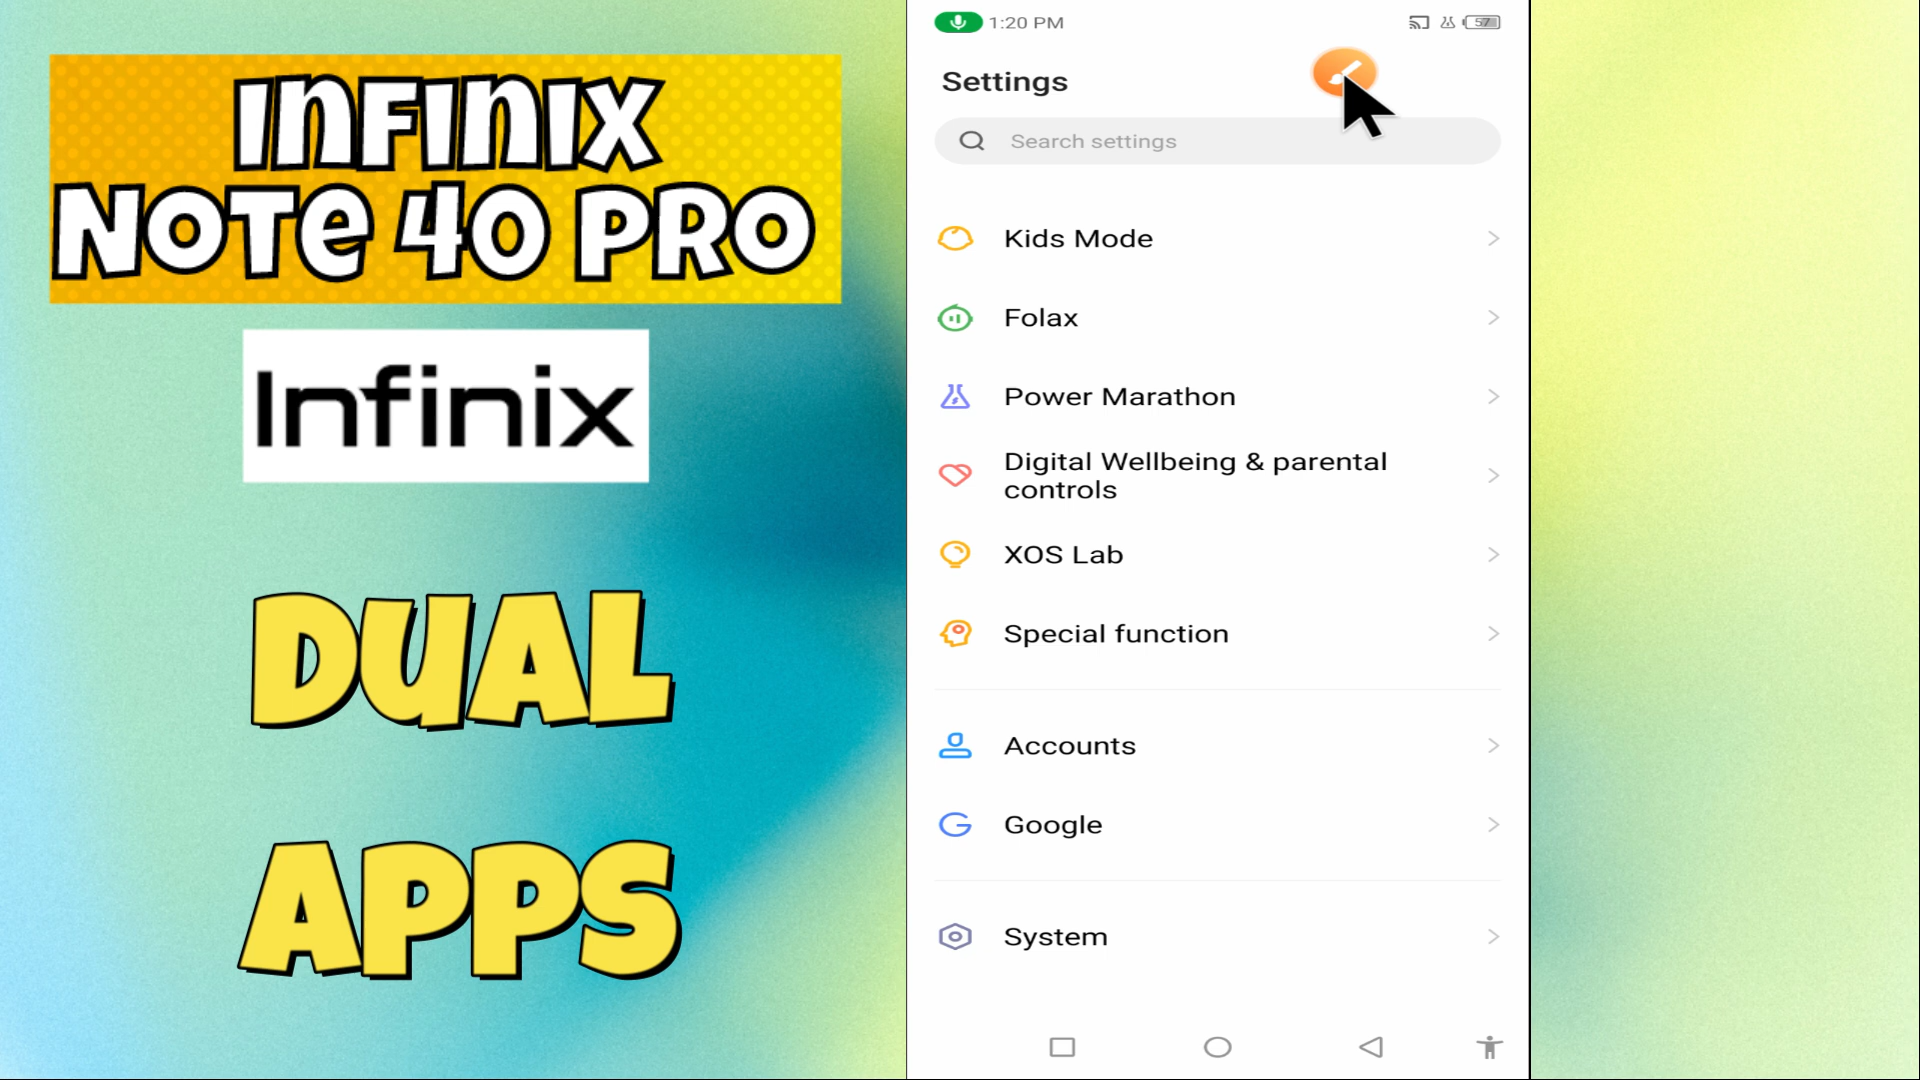 INFINIX
NOTE 40 PRO
Infinix
DUAL
APPS
1:20 PM
57
Settings
Search settings
Kids Mode
Folax
Power Marathon
Digital Wellbeing & parental
controls
XOS Lab
Special function
Accounts
Google
System